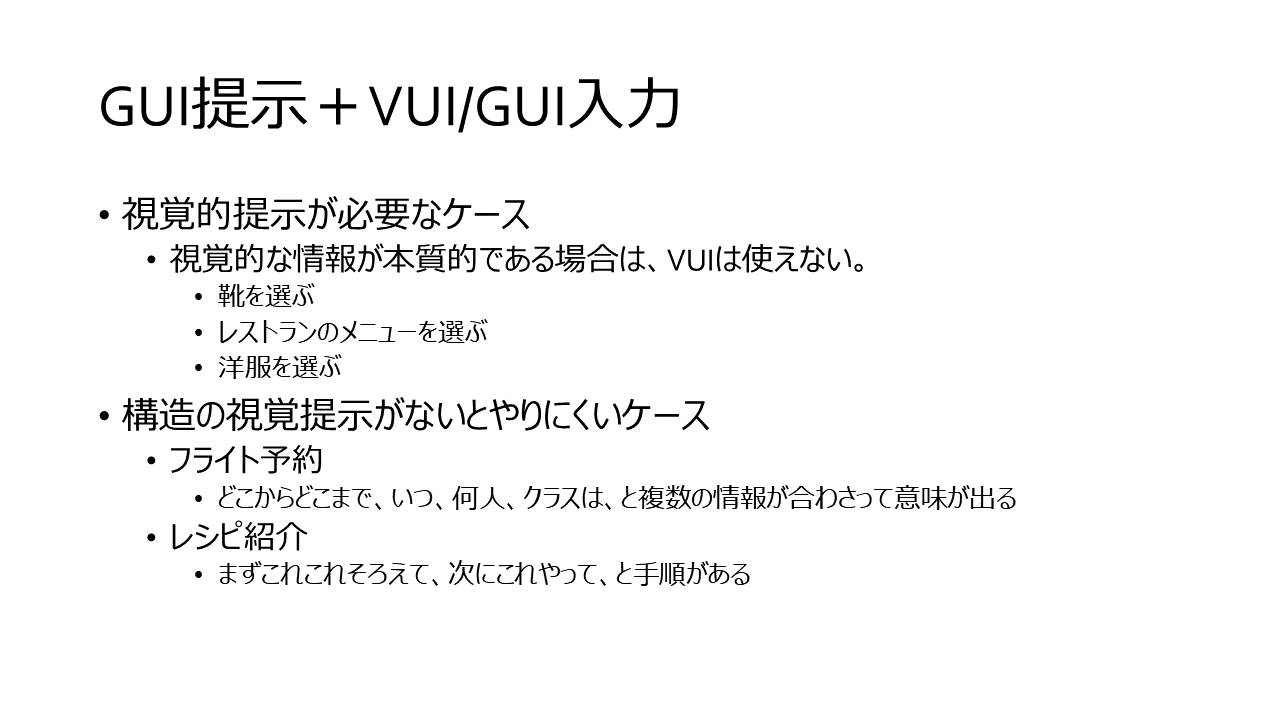 GUI提示＋VUI/GUI入力
• 視覚的提示が必要なケース
• 視覚的な情報が本質的である場合は、VUIは使えない。
• 靴を選ぶ
• レストランのメニューを選ぶ
• 洋服を選ぶ
• 構造の視覚提示がないとやりにくいケース
• フライト予約
• どこからどこまで、いつ、何人、クラスは、と複数の情報が合わさって意味が出る
• レシピ紹介
• まずこれこれそろえて、次にこれやって、と手順がある